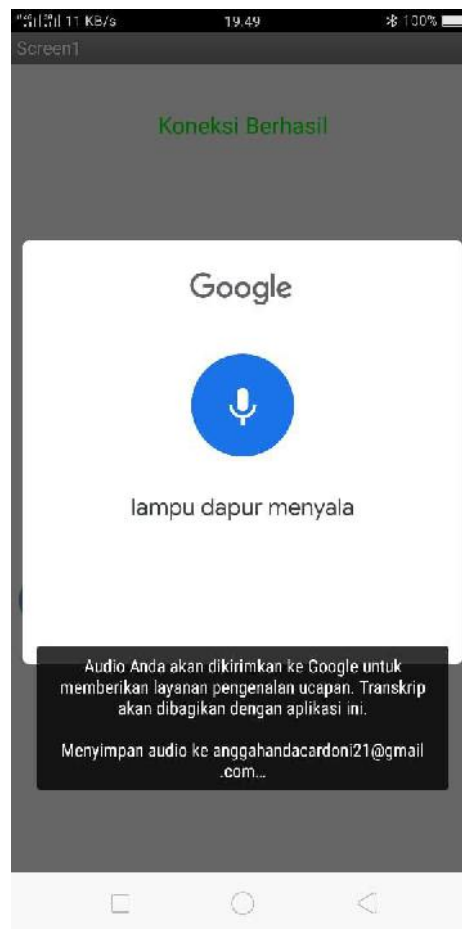 11 KB/s 19.49 100%
Screen1
Koneksi Berhasil
Google
lampu dapur menyala
Audio Anda akan dikirimkan ke Google untuk
memberikan layanan pengenalan ucapan. Transkrip
akan dibagikan dengan aplikasi ini.
Menyimpan audio ke anggahandacardoni21@gmail
.com...